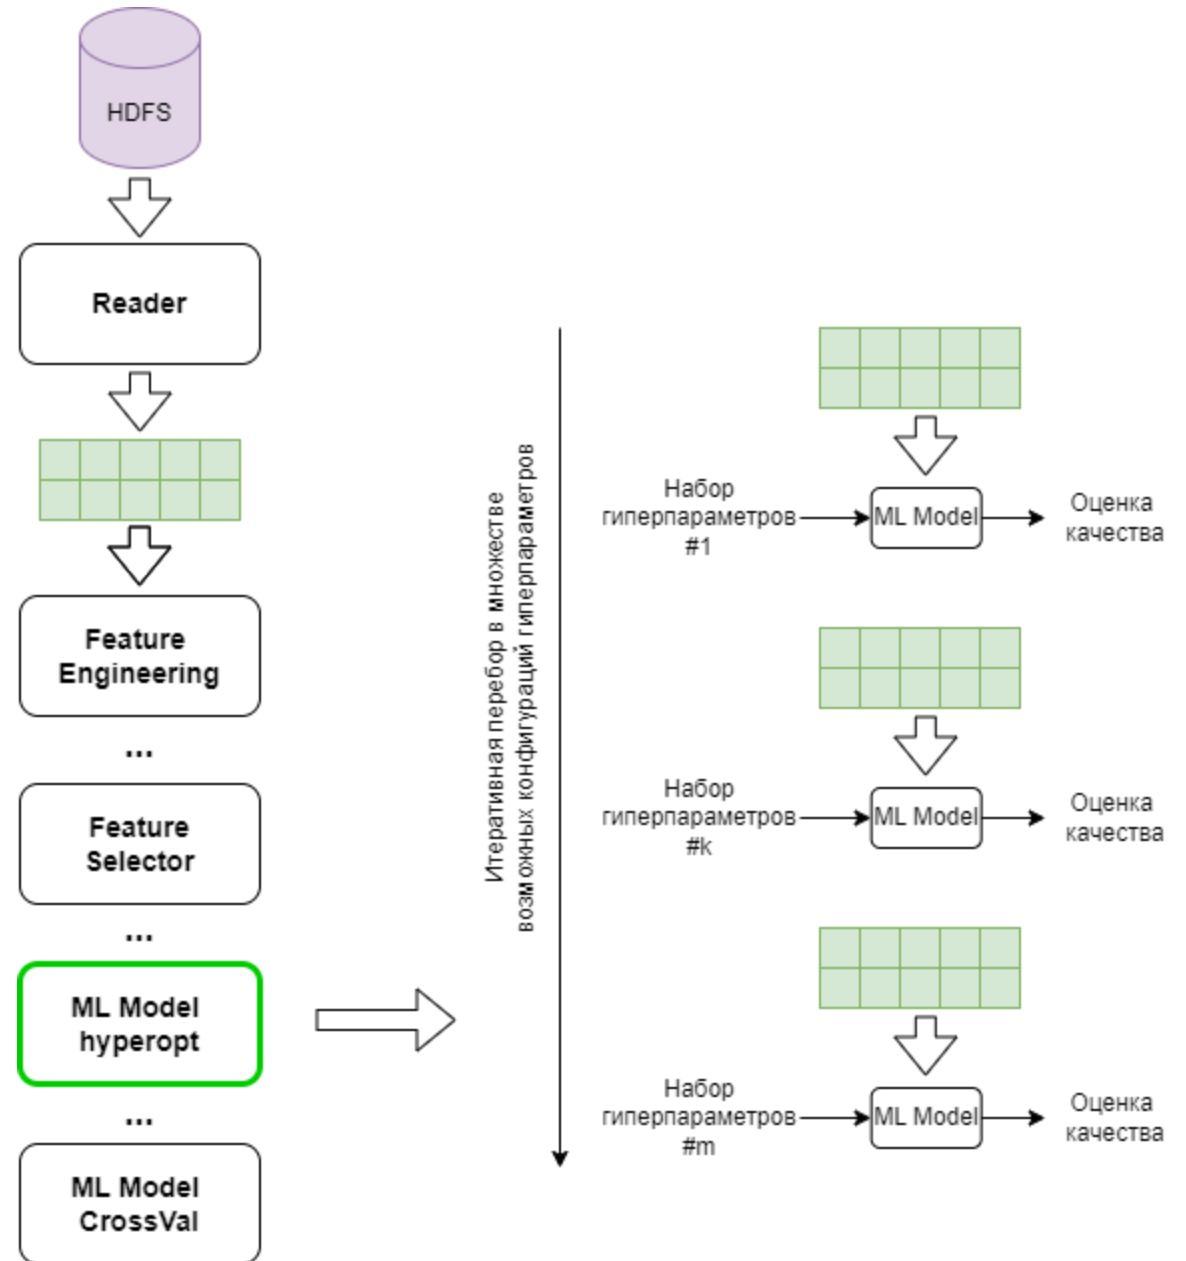 HDFS
Reader
Feature
Engineering
...
Feature
Selector
...
ML Model
hyperopt
...
ML Model
CrossVal
Итеративная перебор в множестве
возможных конфигураций гиперпараметров
Набор
гиперпараметров
#1
ML Model
Оценка
качества
Набор
гиперпараметров
#k
ML Model
Оценка
качества
Набор
гиперпараметров
#m
ML Model
Оценка
качества